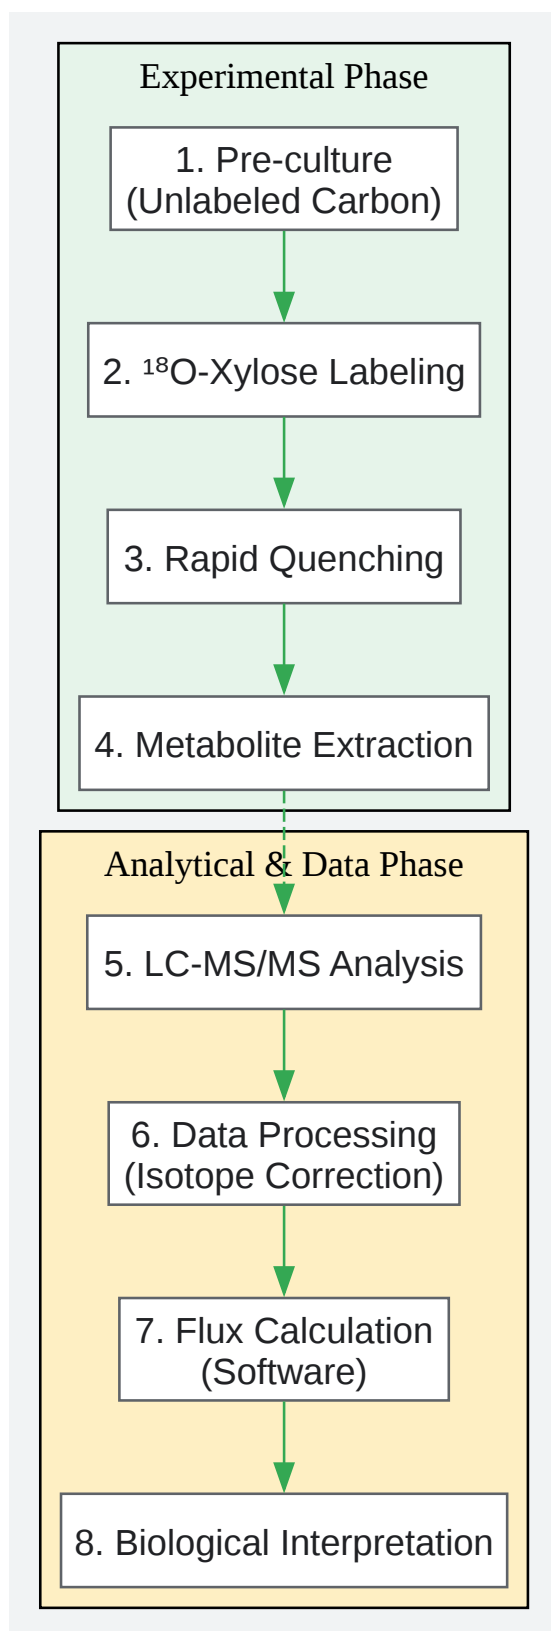 Experimental Phase
1. Pre-culture
(Unlabeled Carbon)
2. ¹⁸O-Xylose Labeling
3. Rapid Quenching
4. Metabolite Extraction
Analytical & Data Phase
5. LC-MS/MS Analysis
6. Data Processing
(Isotope Correction)
7. Flux Calculation
(Software)
8. Biological Interpretation